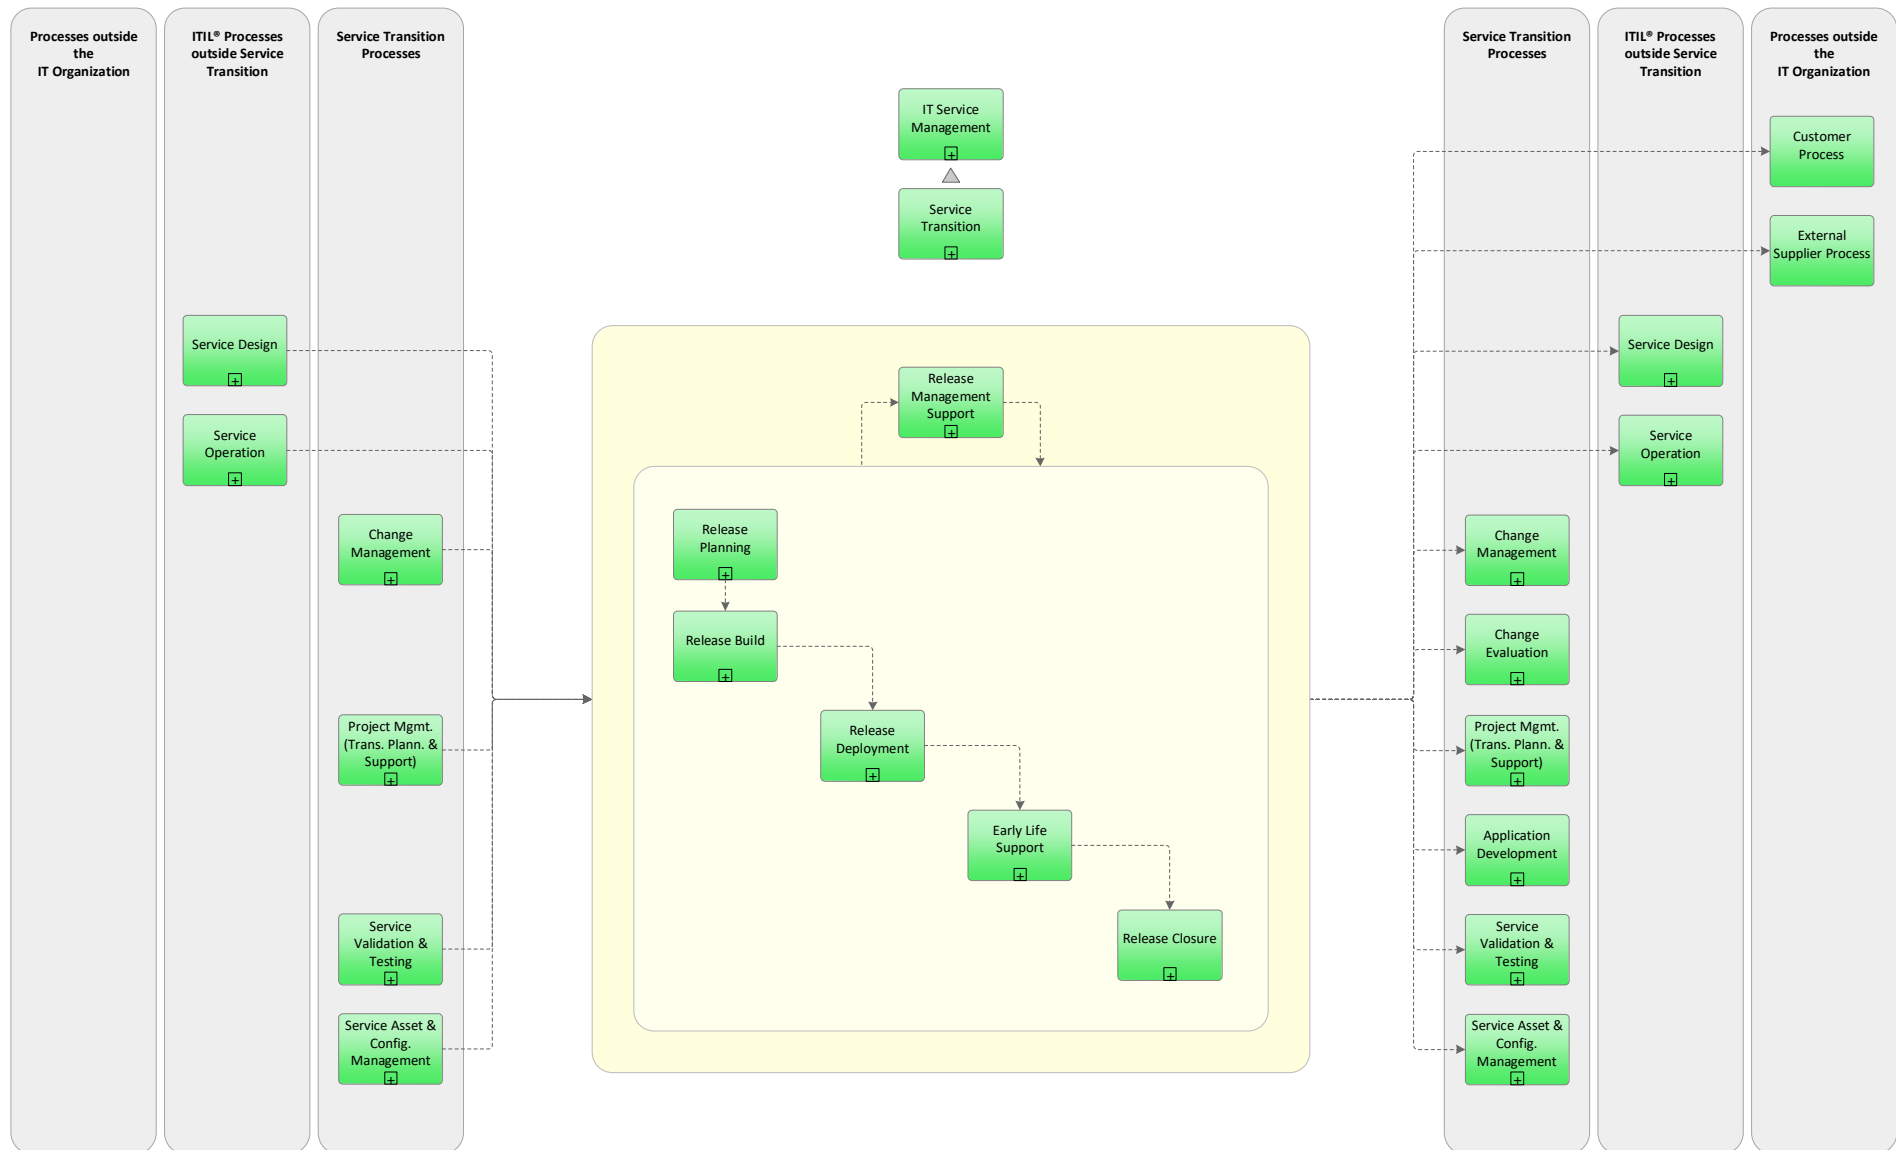 Processes outside
the
IT Organization
ITIL® Processes
outside Service
Transition
Service Transition
Processes
Service Transition
Processes
ITIL® Processes
outside Service
Transition
Processes outside
the
IT Organization
IT Service
Management
Service
Transition
Customer
Process
External
Supplier Process
Service Design
Service
Operation
Change
Management
Project Mgmt.
(Trans. Plann. &
Support)
Service
Validation &
Testing
Service Asset &
Config.
Management
Release
Management
Support
Release
Planning
Release Build
Release
Deployment
Early Life
Support
Release Closure
Service Design
Service
Operation
Change
Management
Change
Evaluation
Project Mgmt.
(Trans. Plann. &
Support)
Application
Development
Service
Validation &
Testing
Service Asset &
Config.
Management